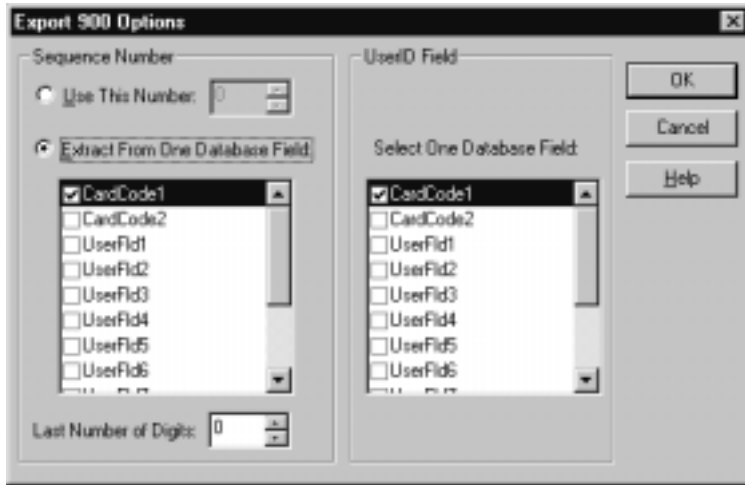 Export 900 Options
Sequence Number
Use This Number:
0
Extract From One Database Field:
CardCode1
CardCode2
UserFld1
UserFld2
UserFld3
UserFld4
UserFld5
UserFld6
Last Number of Digits:
0
UserID Field
Select One Database Field:
CardCode1
CardCode2
UserFld1
UserFld2
UserFld3
UserFld4
UserFld5
UserFld6
OK
Cancel
Help